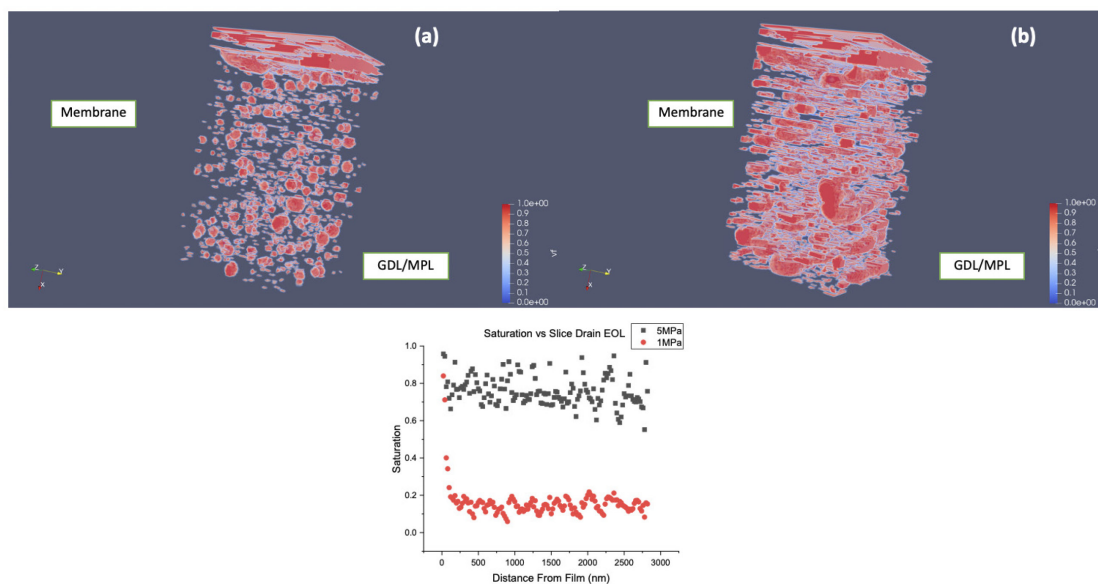 (a)
Membrane
GDL/MPL
1.0e+00
0.9
0.8
0.7
0.6
0.5
0.4
0.3
0.2
0.1
0.0e+00
vf
Z
Y
X
(b)
Membrane
GDL/MPL
1.0e+00
0.9
0.8
0.7
0.6
0.5
0.4
0.3
0.2
0.1
0.0e+00
Z
Y
X
Saturation vs Slice Drain EOL
5MPa
1MPa
1.0
0.8
0.6
0.4
0.2
0.0
Saturation
0 500 1000 1500 2000 2500 3000
Distance From Film (nm)